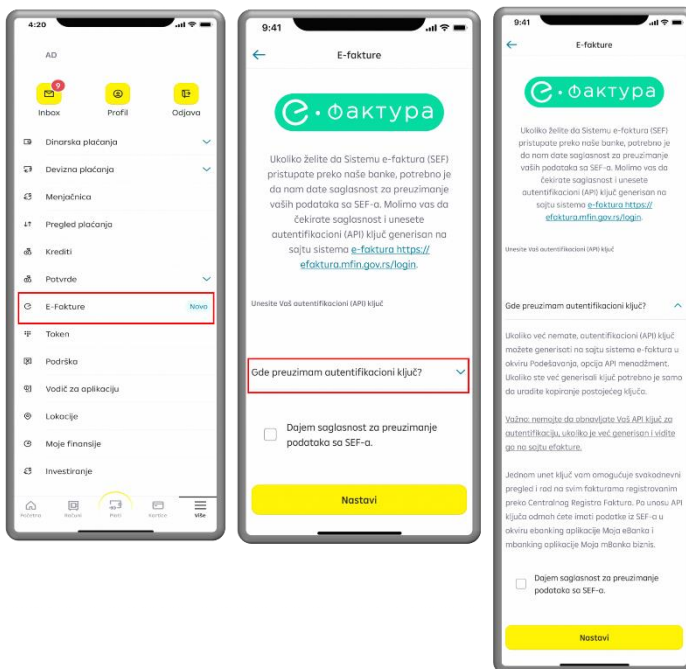 4:20
AD
9
Inbox Profil Odjava
Dinarska plaćanja
Devizna plaćanja
Menjačnica
Pregled plaćanja
Krediti
Potvrde
E-Fakture Novo
Token
Podrška
Vodič za aplikaciju
Lokacije
Moje finansije
Investiranje
Početna Računi Plati Kartice Više
9:41
E-fakture
е·Фактура
Ukoliko želite da Sistemu e-faktura (SEF)
pristupate preko naše banke, potrebno je
da nam date saglasnost za preuzimanje
vaših podataka sa SEF-a. Molimo vas da
čekirate saglasnost i unesete
autentifikacioni (API) ključ generisan na
sajtu sistema e-faktura https://
efaktura.mfin.gov.rs/login.
Unesite Vaš autentifikacioni (API) ključ
Gde preuzimam autentifikacioni ključ?
Dajem saglasnost za preuzimanje
podataka sa SEF-a.
Nastavi
9:41
E-fakture
е·Фактура
Ukoliko želite da Sistemu e-faktura (SEF)
pristupate preko naše banke, potrebno je
da nam date saglasnost za preuzimanje
vaših podataka sa SEF-a. Molimo vas da
čekirate saglasnost i unesete
autentifikacioni (API) ključ generisan na
sajtu sistema e-faktura https://
efaktura.mfin.gov.rs/login.
Unesite Vaš autentifikacioni (API) ključ
Gde preuzimam autentifikacioni ključ?
Ukoliko već nemate, autentifikacioni (API) ključ
možete generisati na sajtu sistema e-faktura u
okviru Podešavanja, opcija API menadžment.
Ukoliko ste već generisali ključ potrebno je samo
da uradite kopiranje postojećeg ključa.
Važno: nemojte da obnavljate Vaš API ključ za
autentifikaciju, ukoliko je već generisan i vidite
ga na sajtu efakture.
Jednom unet ključ vam omogućuje svakodnevni
pregled i rad na svim fakturama registrovanim
preko Centralnog Registra Faktura. Po unosu API
ključa odmah ćete imati podatke iz SEF-a u
okviru ebanking aplikacije Moja eBanka i
mbanking aplikacije Moja mBanka biznis.
Dajem saglasnost za preuzimanje
podataka sa SEF-a.
Nastavi